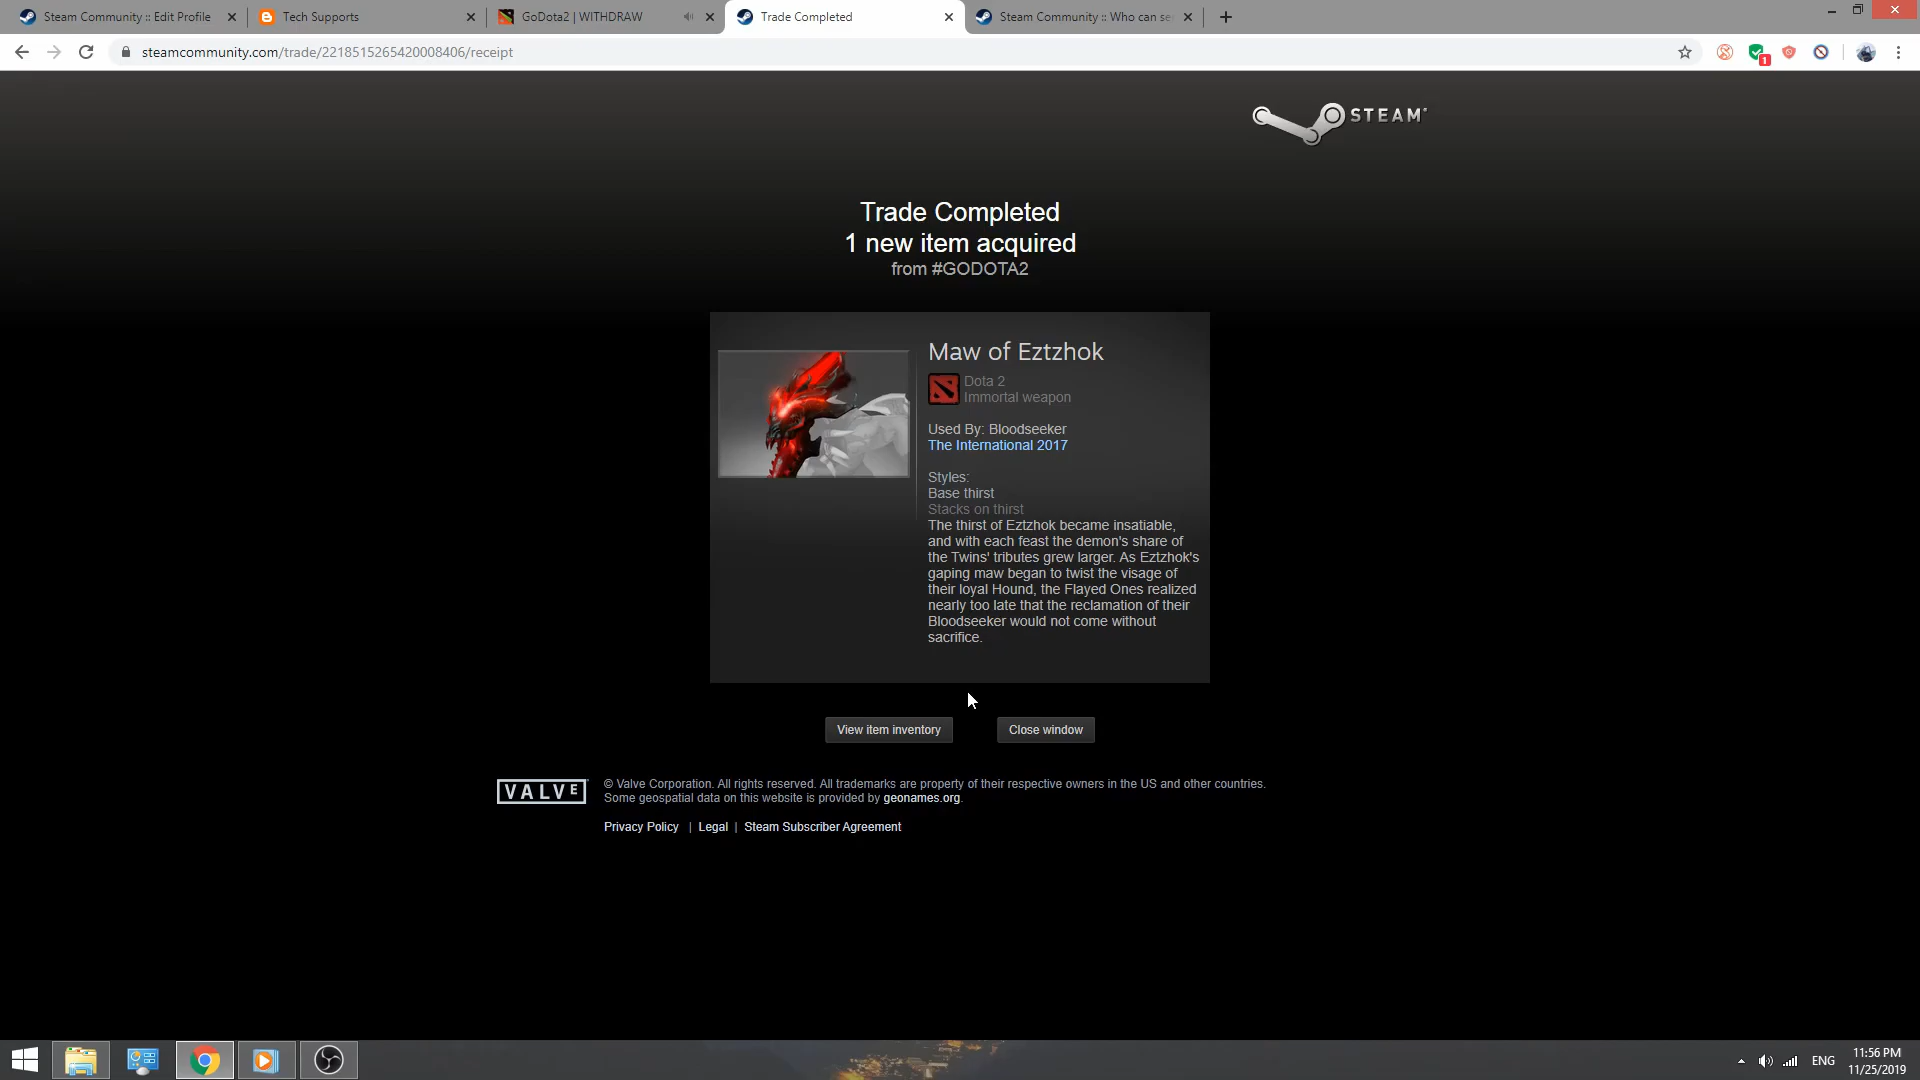 Steam Community :: Edit Profile
Tech Supports
GoDota2 | WITHDRAW
Trade Completed
Steam Community :: Who can se
steamcommunity.com/trade/2218515265420008406/receipt
1
STEAM
Trade Completed
1 new item acquired
from #GODOTA2
Maw of Eztzhok
Dota 2
Immortal weapon
Used By: Bloodseeker
The International 2017
Styles:
Base thirst
Stacks on thirst
The thirst of Eztzhok became insatiable,
and with each feast the demon's share of
the Twins' tributes grew larger. As Eztzhok's
gaping maw began to twist the visage of
their loyal Hound, the Flayed Ones realized
nearly too late that the reclamation of their
Bloodseeker would not come without
sacrifice.
View item inventory
Close window
VALVE
© Valve Corporation. All rights reserved. All trademarks are property of their respective owners in the US and other countries.
Some geospatial data on this website is provided by geonames.org.
Privacy Policy | Legal | Steam Subscriber Agreement
ENG
11:56 PM
11/25/2019